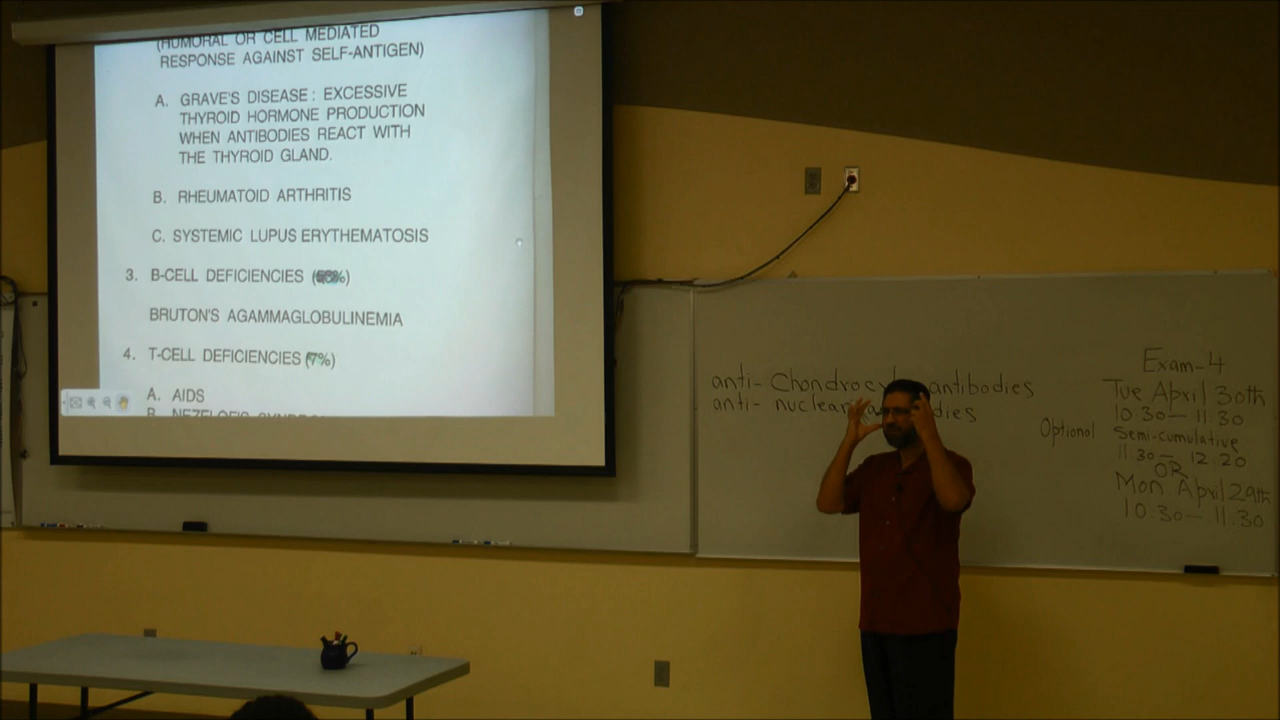 (HUMORAL OR CELL MEDIATED
RESPONSE AGAINST SELF-ANTIGEN)
A. GRAVE'S DISEASE: EXCESSIVE
THYROID HORMONE PRODUCTION
WHEN ANTIBODIES REACT WITH
THE THYROID GLAND.
B. RHEUMATOID ARTHRITIS
C. SYSTEMIC LUPUS ERYTHEMATOSIS
3. B-CELL DEFICIENCIES
BRUTON'S AGAMMAGLOBULINEMIA
4. T-CELL DEFICIENCIES (7%)
A. AIDS
B.
anti- Chondrocy antibodies
anti- nuclear
Exam-4
Tue April 30th
10:30 - 11:30
Optional Semi-cumulative
11:30 - 12:20
OR
Mon April 29th
10:30 - 11:30